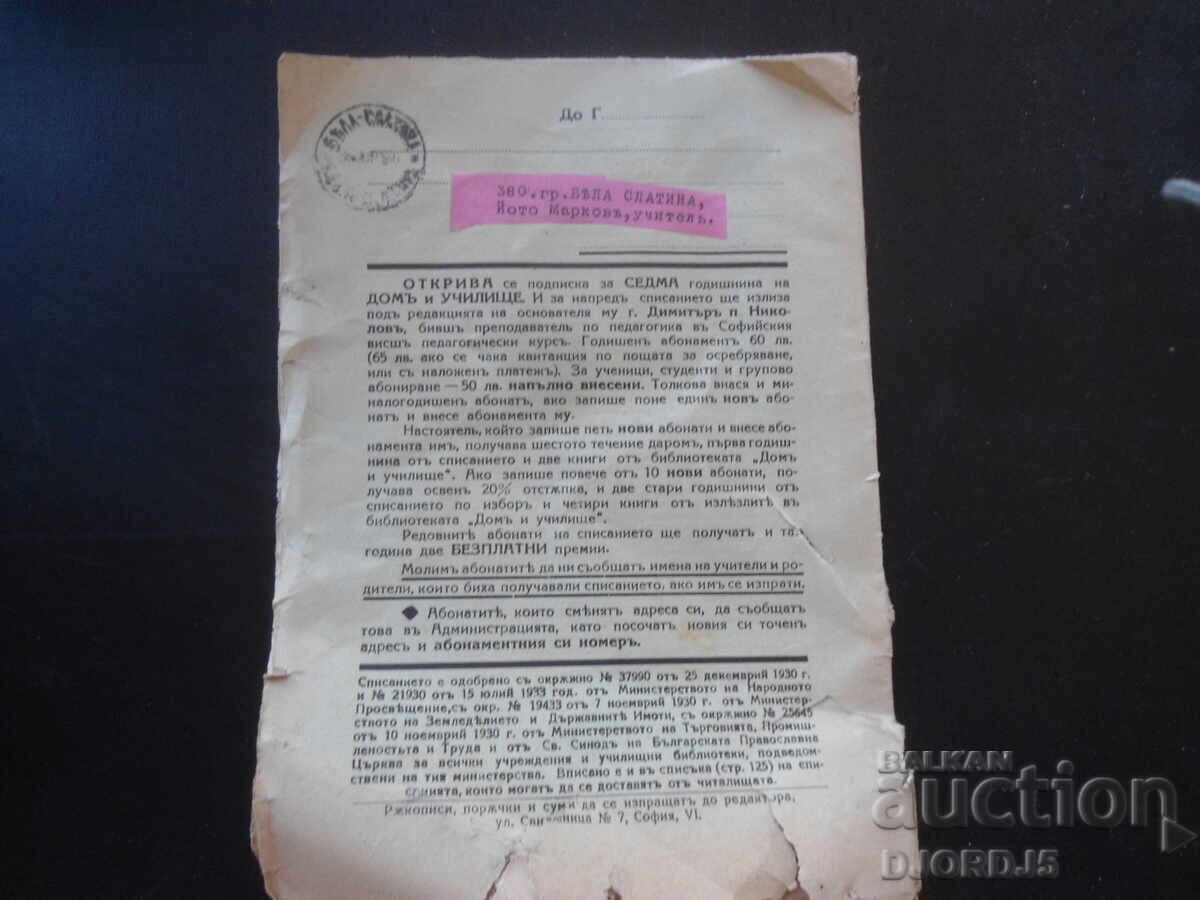 До Г.
БѢЛА-СЛАТИНА
380.гр.БѢЛА СЛАТИНА,
Йото Марковъ,учитель.
ОТКРИВА се подписка за СЕДМА годишнина на
ДОМЪ и УЧИЛИЩЕ. И за напредъ списанието ще излиза
подъ редакцията на основателя му г. Димитъръ п. Нико-
ловъ, бившъ преподаватель по педагогика въ Софийския
висшъ педагогически курсъ. Годишенъ абонаментъ 60 лв.
(65 лв. ако се чака квитанция по пощата за осребряване,
или съ наложенъ платежъ). За ученици, студенти и групово
абониране — 50 лв. напълно внесени. Толкова внася и ми-
налогодишенъ абонатъ, ако запише поне единъ новъ або-
натъ и внесе абонамента му.
Настоятель, който запише петь нови абонати и внесе або-
намента имъ, получава шестото течение даромъ, първа годиш-
нина отъ списанието и две книги отъ библиотеката „Домъ
и училище“. Ако запише повече отъ 10 нови абонати, по-
лучава освенъ 20% отстѫпка, и две стари годишнини отъ
списанието по изборъ и четири книги отъ излѣзлитѣ въ
библиотеката „Домъ и училище“.
Редовнитѣ абонати на списанието ще получатъ и та.
година две БЕЗПЛАТНИ премии.
Молимъ абонатитѣ да ни съобщатъ имена на учители и ро-
дители, които биха получавали списанието, ако имъ се изпрати.
◆ Абонатитѣ, които смѣнятъ адреса си, да съобщатъ
това въ Администрацията, като посочатъ новия си точенъ
адресъ и абонаментния си номеръ.
Списанието е одобрено съ окрѫжно № 37990 отъ 25 декемврий 1930 г.
и № 21930 отъ 15 юлий 1933 год. отъ Министерството на Народното
Просвещение, съ окр. № 19433 отъ 7 ноемврий 1930 г. отъ Министер-
ството на Земледѣлието и Държавнитѣ Имоти, съ окрѫжно № 25645
отъ 10 ноемврий 1930 г. отъ Министерството на Търговията, Промиш-
леностьта и Труда и отъ Св. Синодъ на Българската Православна
Църква за всички учреждения и училищни библиотеки, подведом-
ствени на тия министерства. Вписано е и въ списъка (стр. 125) на спи-
санията, които могатъ да се доставятъ отъ читалищата.
Рѫкописи, порѫчки и суми да се изпращатъ до редактора,
ул. № 7, София, VI.
BALKAN
auction
DJORDJ5